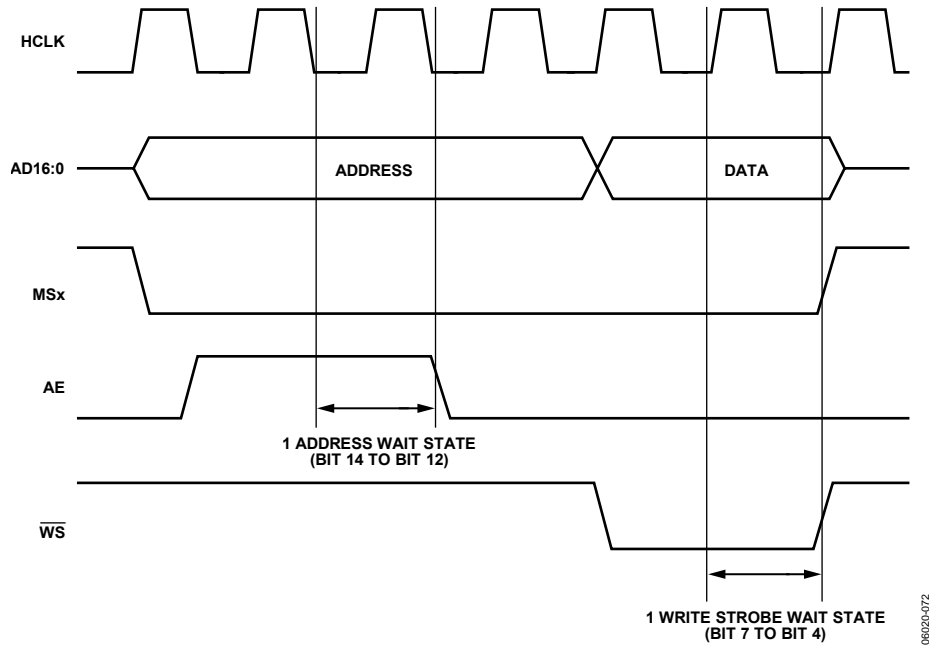 HCLK
AD16:0
ADDRESS
DATA
MSx
AE
1 ADDRESS WAIT STATE
(BIT 14 TO BIT 12)
WS
1 WRITE STROBE WAIT STATE
(BIT 7 TO BIT 4)
06020-072